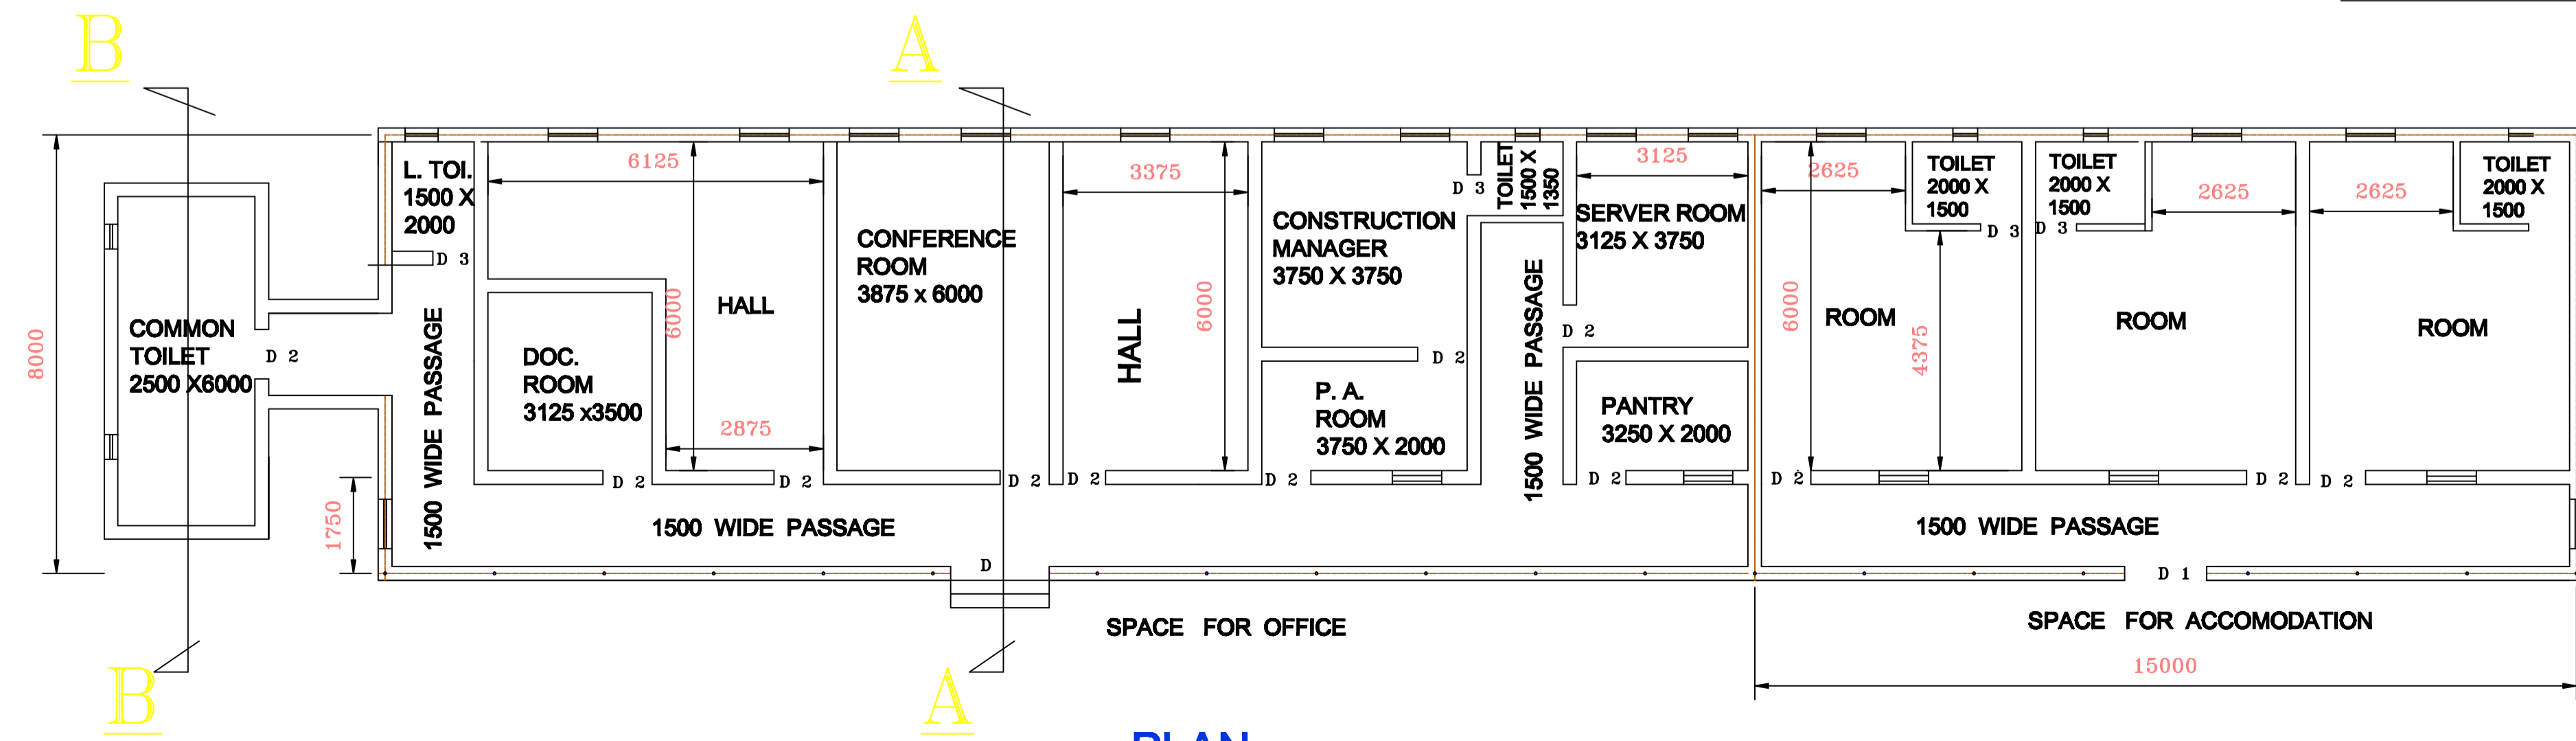 B
A
L. TOI.
1500 X
2000
D 3
6125
6000
HALL
2875
DOC.
ROOM
3125 x3500
D 2
D 2
COMMON
TOILET
2500 X6000
D 2
8000
1750
1500 WIDE PASSAGE
1500 WIDE PASSAGE
CONFERENCE
ROOM
3875 x 6000
D 2
D
3375
6000
HALL
D 2
CONSTRUCTION
MANAGER
3750 X 3750
D 3
D 2
P. A.
ROOM
3750 X 2000
D 2
TOILET
1500 X
1350
1500 WIDE PASSAGE
3125
SERVER ROOM
3125 X 3750
D 2
PANTRY
3250 X 2000
D 2
2625
6000
ROOM
4375
TOILET
2000 X
1500
D 3
D 2
TOILET
2000 X
1500
D 3
2625
ROOM
D 2
2625
TOILET
2000 X
1500
ROOM
D 2
1500 WIDE PASSAGE
D 1
SPACE FOR OFFICE
SPACE FOR ACCOMODATION
15000
B
A
PLAN